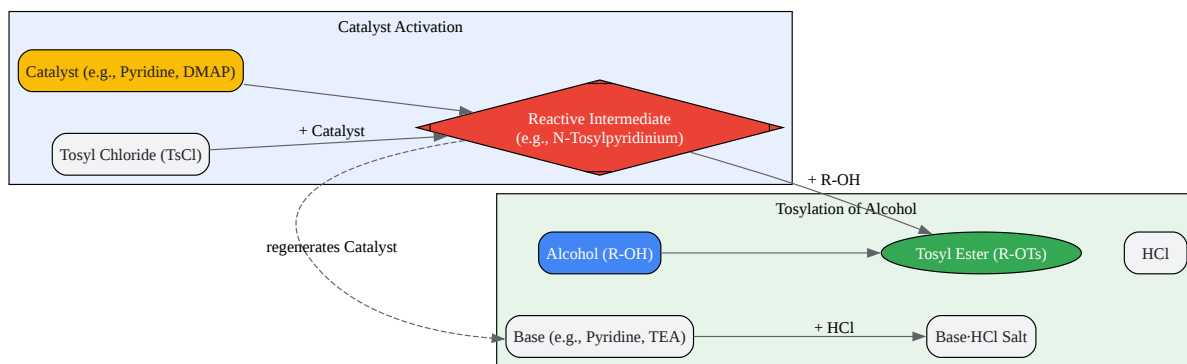 Catalyst Activation
Catalyst (e.g., Pyridine, DMAP)
Tosyl Chloride (TsCl)
+ Catalyst
Reactive Intermediate
(e.g., N-Tosylpyridinium)
+ R-OH
Tosylation of Alcohol
regenerates Catalyst
Alcohol (R-OH)
Tosyl Ester (R-OTs)
HCl
Base (e.g., Pyridine, TEA)
+ HCl
Base·HCl Salt